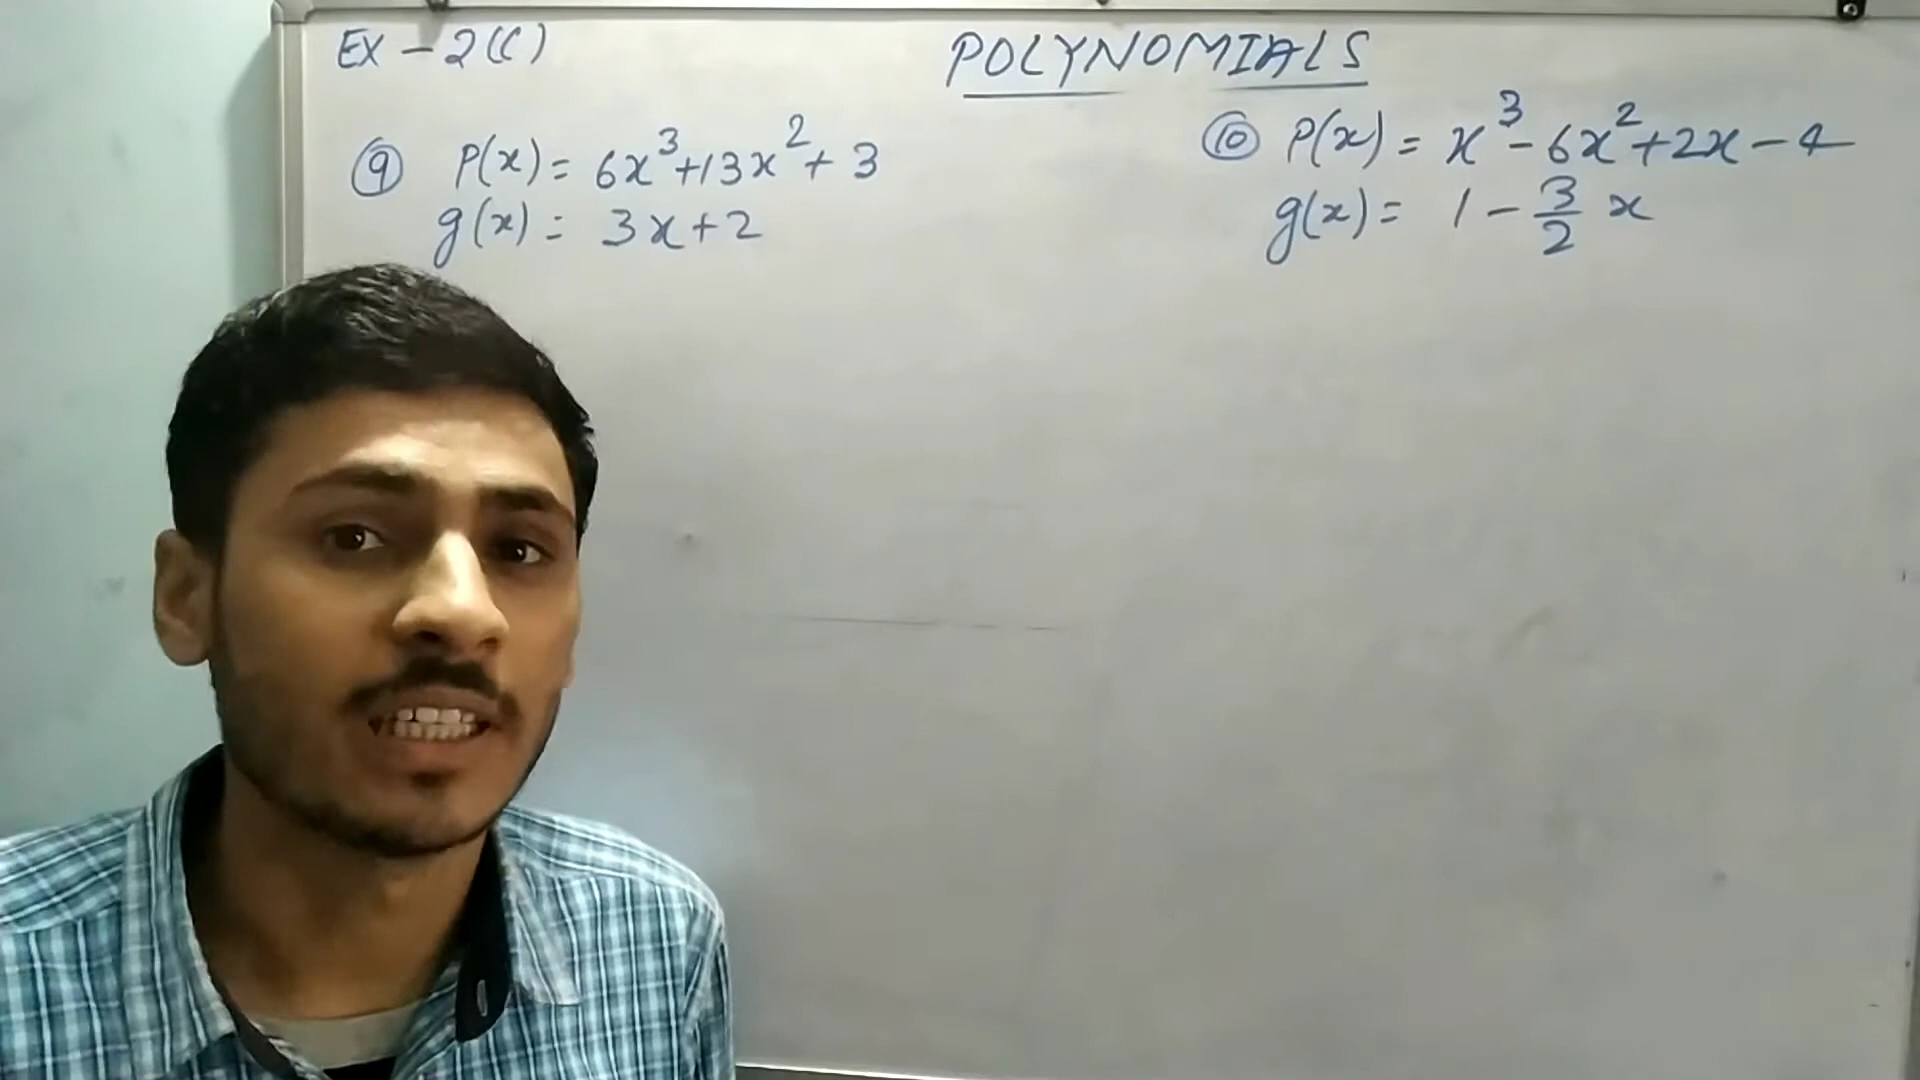 EX - 2(C)
POLYNOMIALS
⑨ P(x) = 6x³+13x²+3
g(x) = 3x+2
⑩ P(x) = x³-6x²+2x-4
g(x) = 1 - 3/2 x